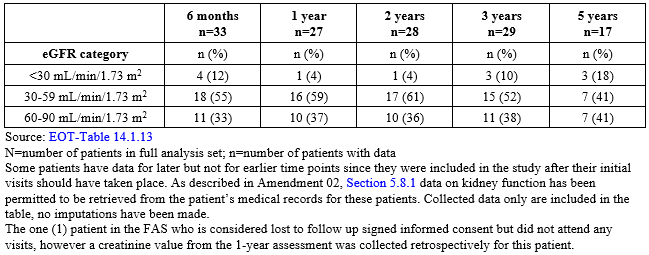 6 months 1 year 2 years 3 years 5 years
n=33 n=27 n=28 n=29 n=17
eGFR category n (%) n (%) n (%) n (%) n (%)
<30 mL/min/1.73 m² 4 (12) 1 (4) 1 (4) 3 (10) 3 (18)
30-59 mL/min/1.73 m² 18 (55) 16 (59) 17 (61) 15 (52) 7 (41)
60-90 mL/min/1.73 m² 11 (33) 10 (37) 10 (36) 11 (38) 7 (41)
Source: EOT-Table 14.1.13
N=number of patients in full analysis set; n=number of patients with data
Some patients have data for later but not for earlier time points since they were included in the study after their initial
visits should have taken place. As described in Amendment 02, Section 5.8.1 data on kidney function has been
permitted to be retrieved from the patient’s medical records for these patients. Collected data only are included in the
table, no imputations have been made.
The one (1) patient in the FAS who is considered lost to follow up signed informed consent but did not attend any
visits, however a creatinine value from the 1-year assessment was collected retrospectively for this patient.